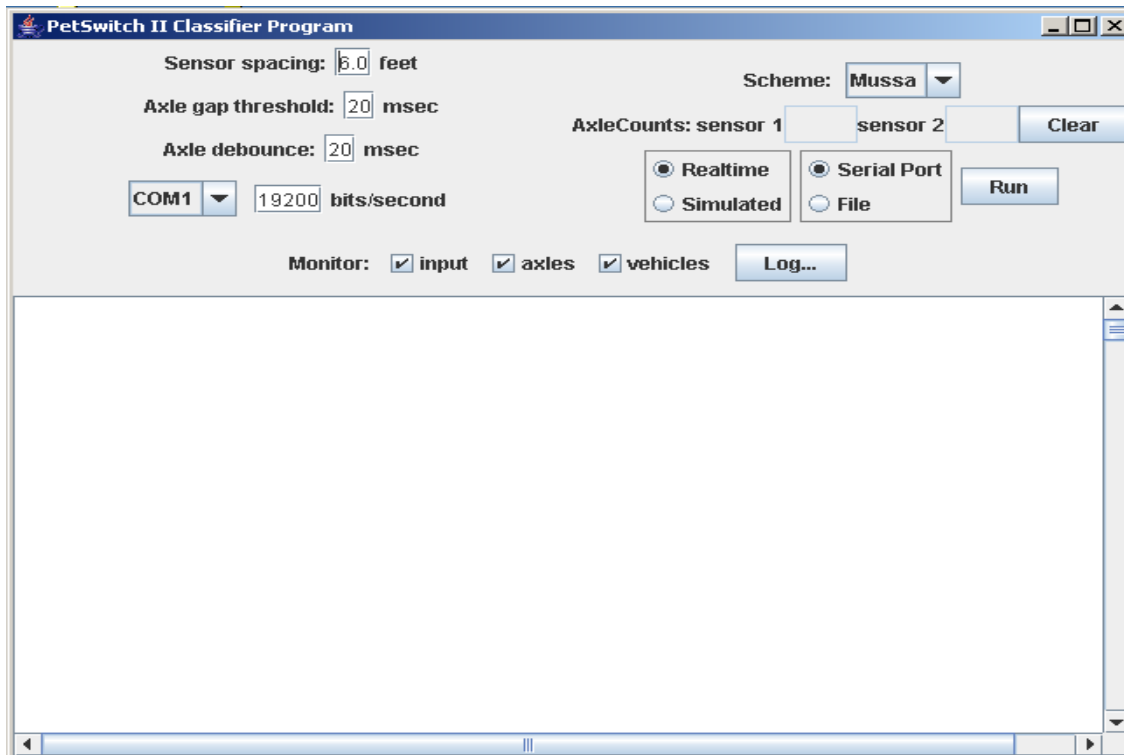 PetSwitch II Classifier Program
Sensor spacing: 6.0 feet
Scheme: Mussa
Axle gap threshold: 20 msec
AxleCounts: sensor 1 sensor 2 Clear
Axle debounce: 20 msec
Realtime
Serial Port
Run
COM1 19200 bits/second
Simulated
File
Monitor: input axles vehicles Log...